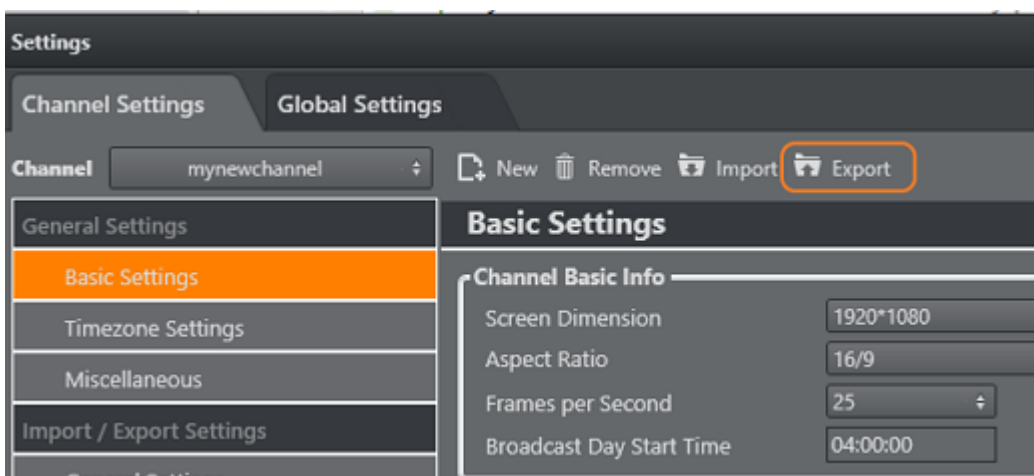 Settings
Channel Settings Global Settings
Channel mynewchannel New Remove Import Export
General Settings
Basic Settings
Timezone Settings
Miscellaneous
Import / Export Settings
Basic Settings
Channel Basic Info
Screen Dimension 1920*1080
Aspect Ratio 16/9
Frames per Second 25
Broadcast Day Start Time 04:00:00